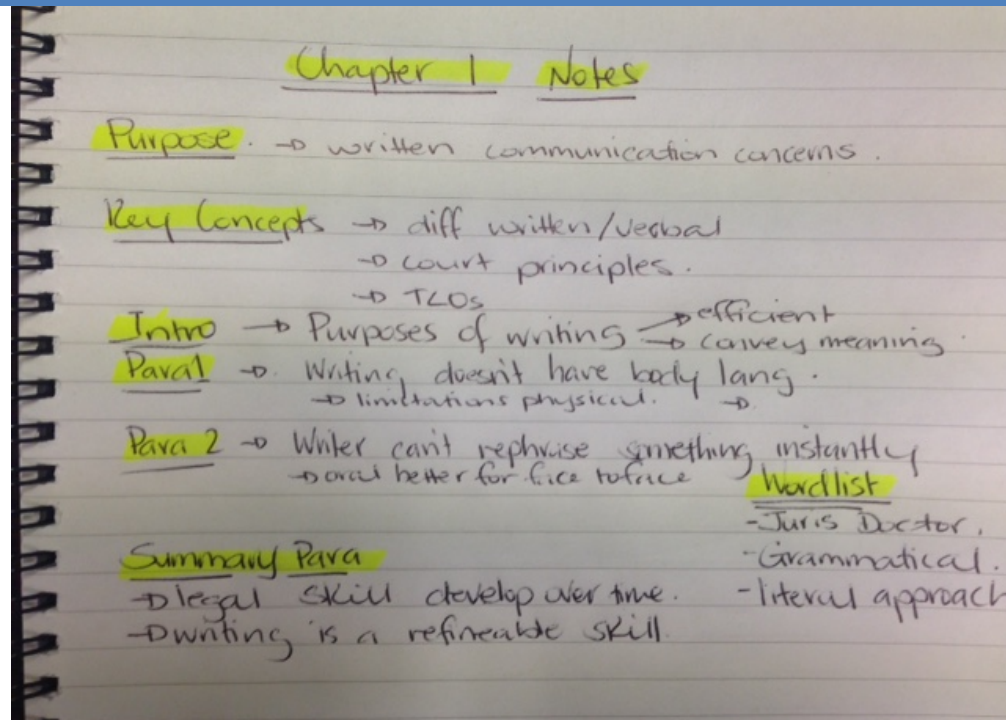 Chapter 1 Notes
Purpose. → written communication concerns.
Key Concepts → diff written/verbal
→ court principles.
→ TLOs
Intro → Purposes of writing → efficient
→ convey meaning.
Para 1 → Writing doesn't have body lang.
→ limitations physical. →
Para 2 → Writer can't rephrase something instantly
→ oral better for face to face
Wordlist
- Juris Doctor.
- Grammatical.
- literal approach
Summary Para
→ legal skill develop over time.
→ writing is a refineable skill.